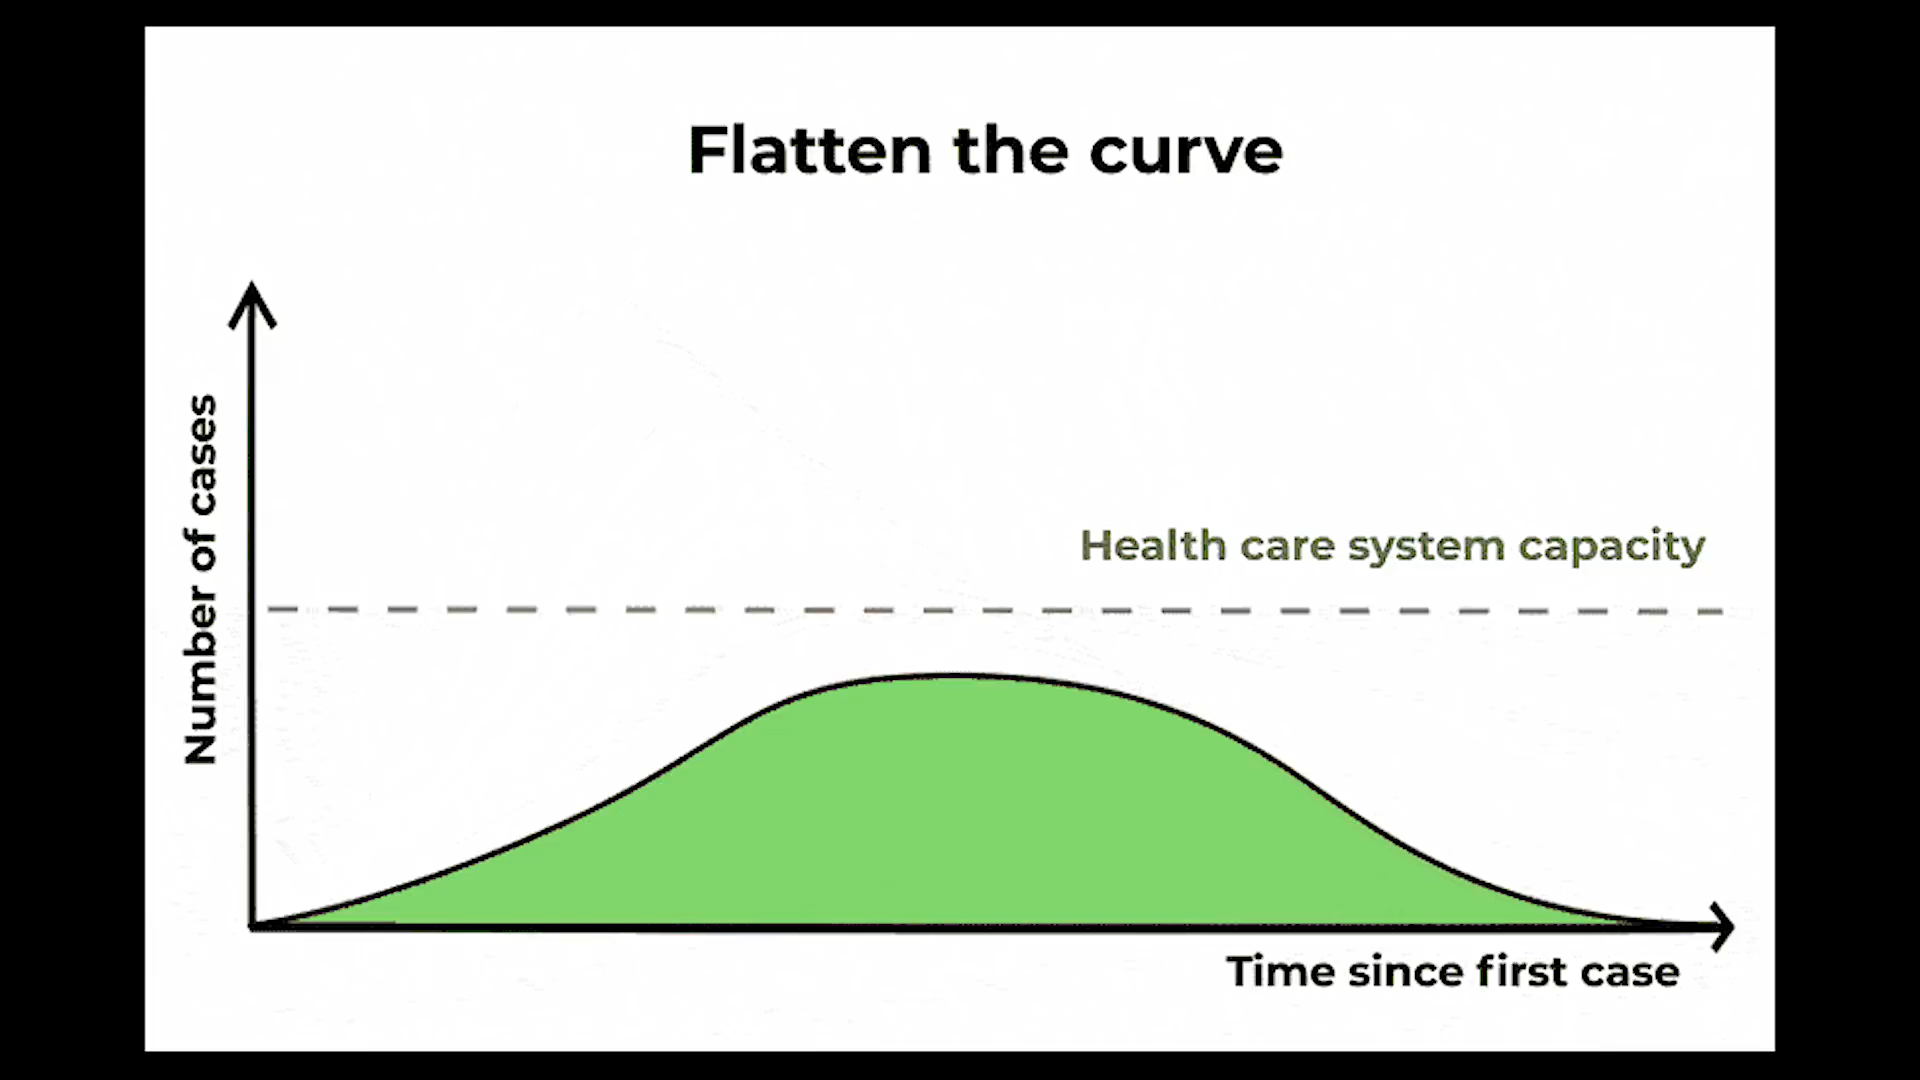 Flatten the curve
Number of cases
Health care system capacity
Time since first case